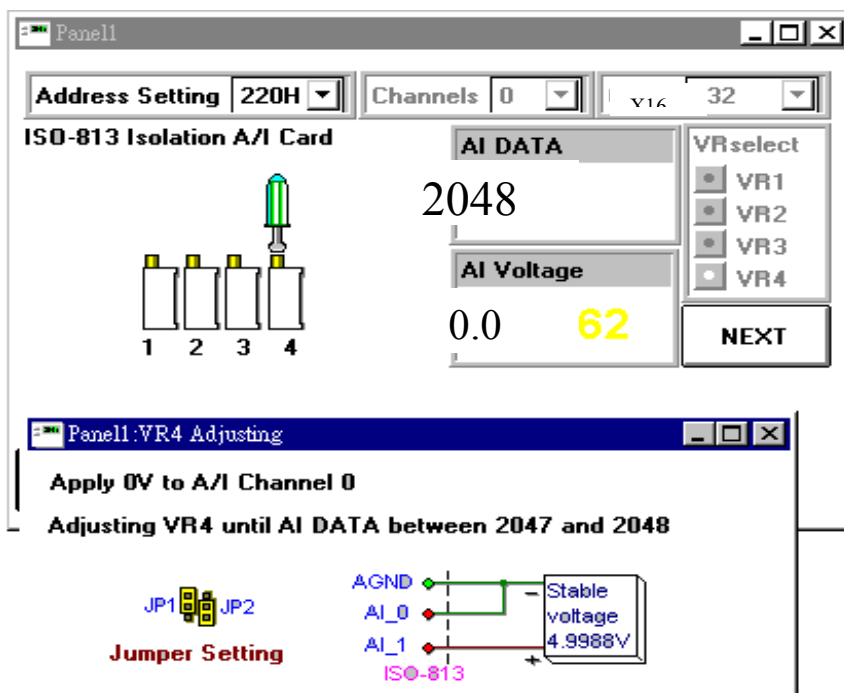 Panel1
Address Setting 220H Channels 0 X16 32
ISO-813 Isolation A/I Card
AI DATA
2048
AI Voltage
0.0 62
VRselect
VR1
VR2
VR3
VR4
NEXT
1 2 3 4
Panel1:VR4 Adjusting
Apply 0V to A/I Channel 0
Adjusting VR4 until AI DATA between 2047 and 2048
JP1 JP2
Jumper Setting
AGND
AI_0
AI_1
ISO-813
- Stable
voltage
4.9988V
+